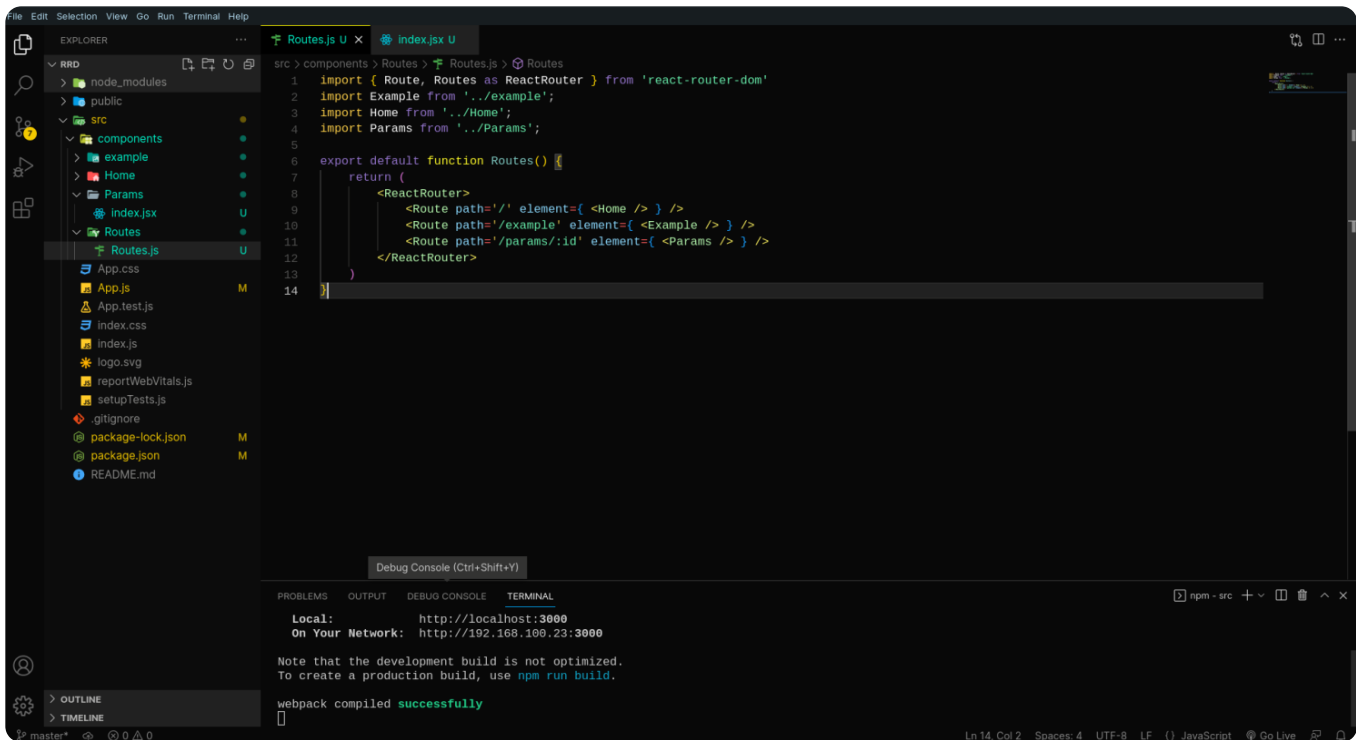 File Edit Selection View Go Run Terminal Help
EXPLORER ···
Routes.js U
index.jsx U
RRD
node_modules
public
src
components
example
Home
Params
index.jsx U
Routes
Routes.js U
App.css
App.js M
App.test.js
index.css
index.js
logo.svg
reportWebVitals.js
setupTests.js
.gitignore
package-lock.json M
package.json M
README.md
OUTLINE
TIMELINE
src > components > Routes > Routes.js > Routes
1 import { Route, Routes as ReactRouter } from 'react-router-dom'
2 import Example from '../example';
3 import Home from '../Home';
4 import Params from '../Params';
5
6 export default function Routes() {
7 return (
8 <ReactRouter>
9 <Route path='/' element={ <Home /> } />
10 <Route path='/example' element={ <Example /> } />
11 <Route path='/params/:id' element={ <Params /> } />
12 </ReactRouter>
13 )
14 }
Debug Console (Ctrl+Shift+Y)
PROBLEMS OUTPUT DEBUG CONSOLE TERMINAL
npm - src
Local: http://localhost:3000
On Your Network: http://192.168.100.23:3000
Note that the development build is not optimized.
To create a production build, use npm run build.
webpack compiled successfully
7
master* 0 0
Ln 14, Col 2 Spaces: 4 UTF-8 LF {} JavaScript Go Live